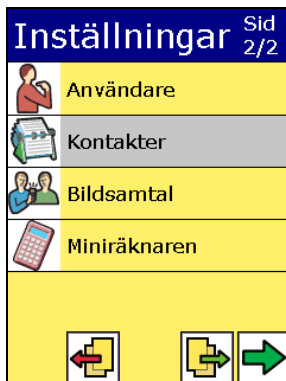 Inställningar Sid 2/2
Användare
Kontakter
Bildsamtal
Miniräknaren